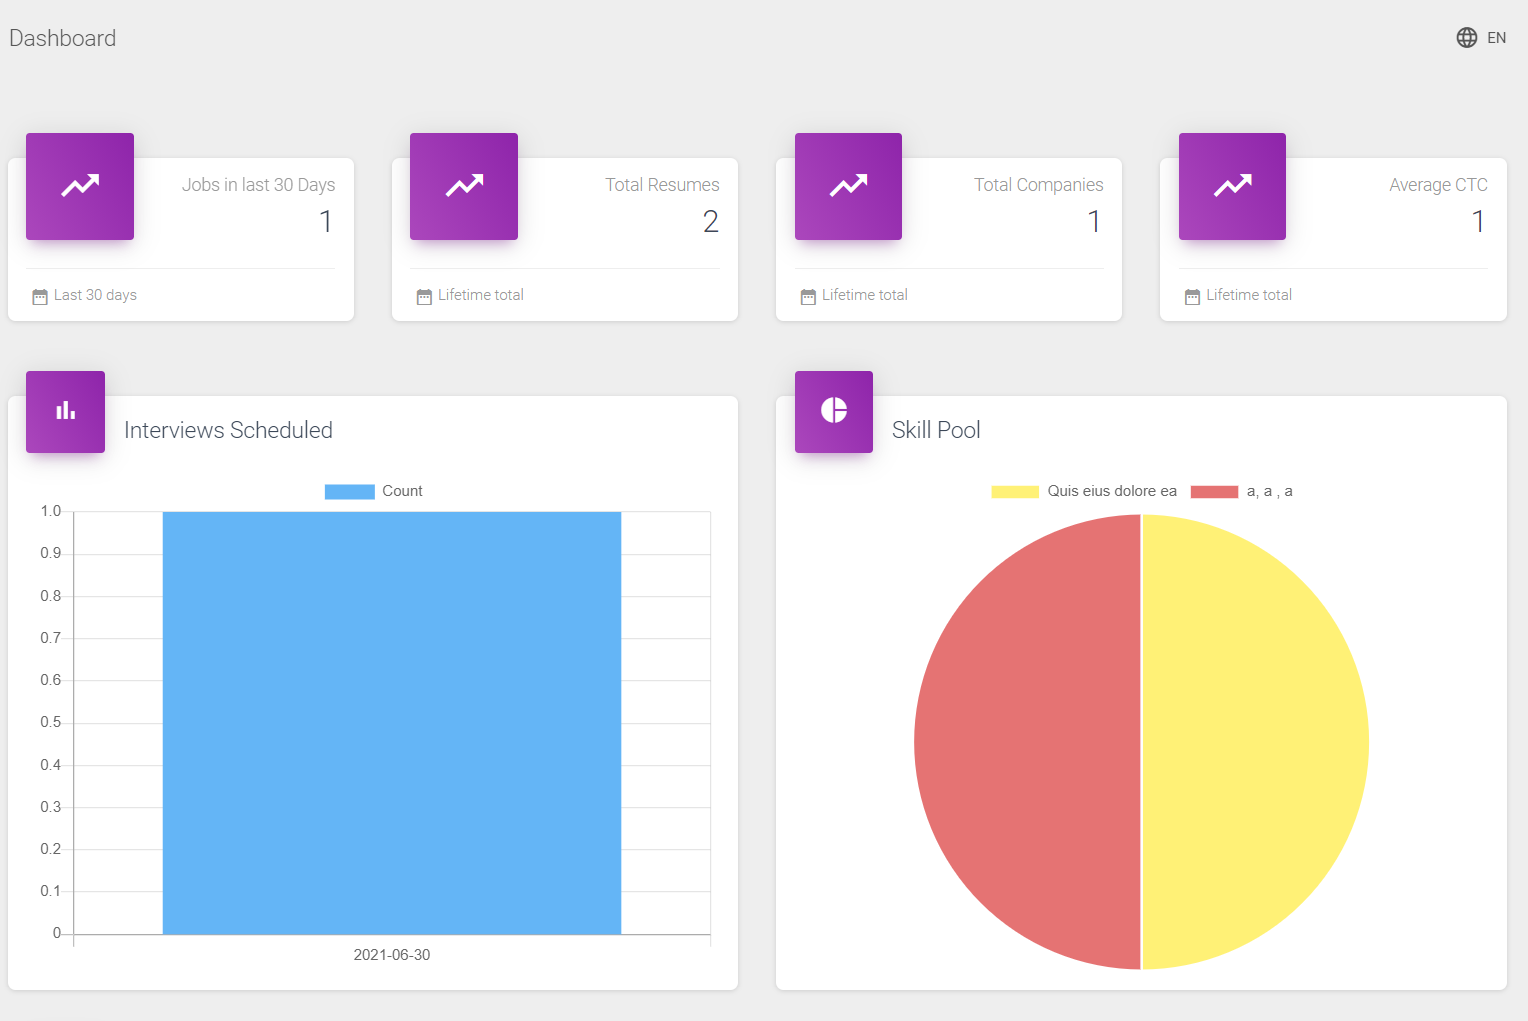 Dashboard
EN
Jobs in last 30 Days
1
Last 30 days
Total Resumes
2
Lifetime total
Total Companies
1
Lifetime total
Average CTC
1
Lifetime total
Interviews Scheduled
Count
1.0
0.9
0.8
0.7
0.6
0.5
0.4
0.3
0.2
0.1
0
2021-06-30
Skill Pool
Quis eius dolore ea
a, a , a